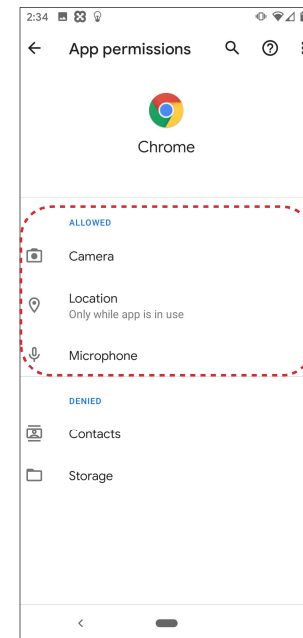 2:34
App permissions
Chrome
ALLOWED
Camera
Location
Only while app is in use
Microphone
DENIED
Contacts
Storage